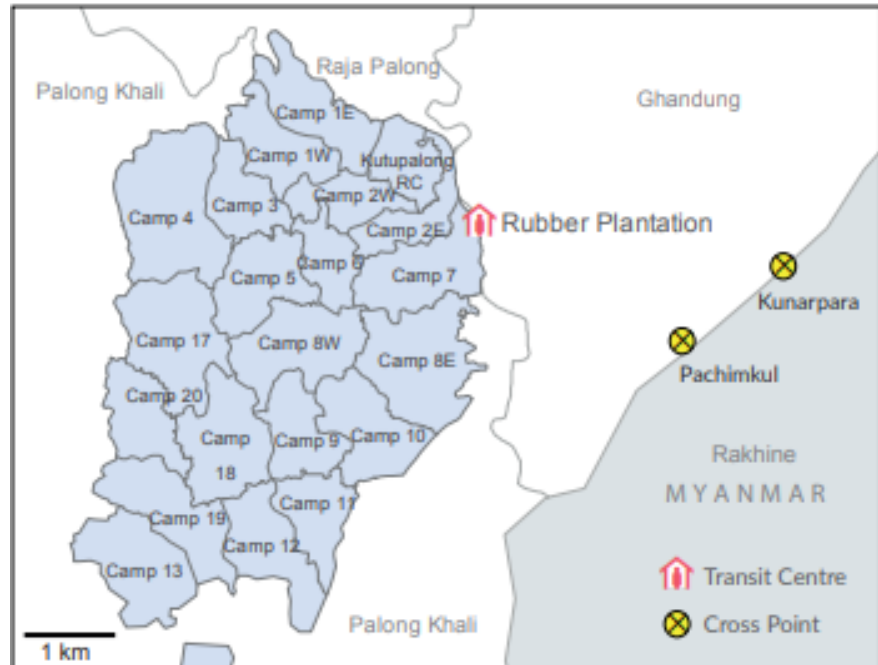 Raja Palong
Palong Khali
Ghandung
Camp 1E
Camp 1W
Kutupalong
RC
Camp 2W
Camp 3
Camp 4
Rubber Plantation
Camp 2E
Camp 6
Camp 5
Camp 7
Kunarpara
Camp 17
Camp 8W
Camp 8E
Pachimkul
Camp 20
Camp
18
Camp 9
Camp 10
Rakhine
MYANMAR
Camp 11
Camp 19
Camp 12
Camp 13
Transit Centre
Palong Khali
Cross Point
1 km